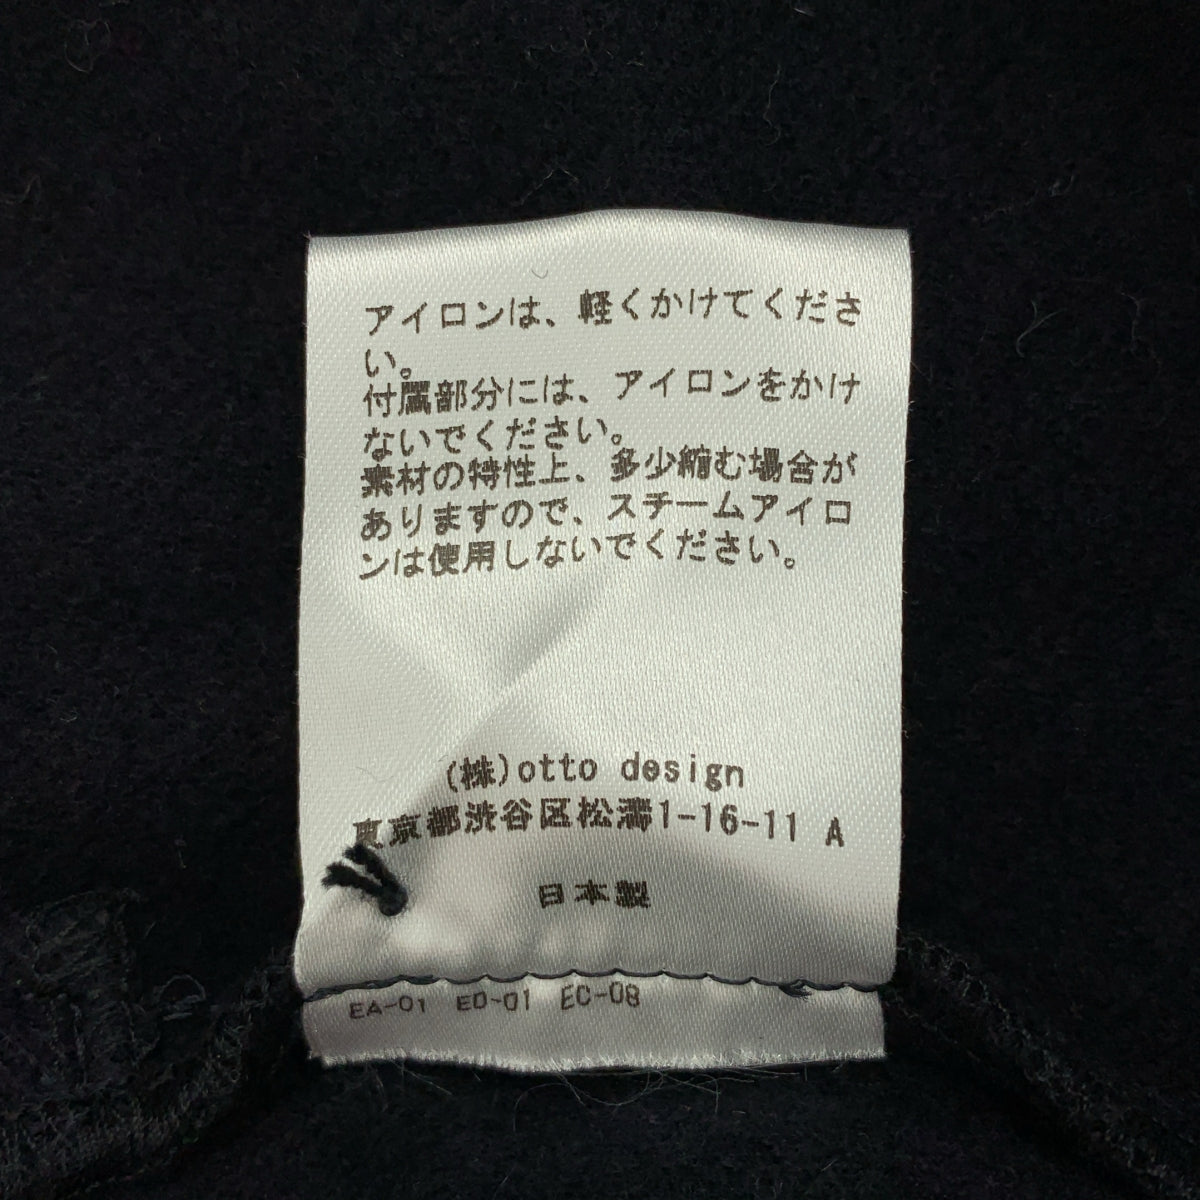 アイロンは、軽くかけてくださ
い。
付属部分には、アイロンをかけ
ないでください。
素材の特性上、多少縮む場合が
ありますので、スチームアイロ
ンは使用しないでください。
(株)otto design
東京都渋谷区松濤1-16-11 A
日本製
EA-01 ED-01 EC-08